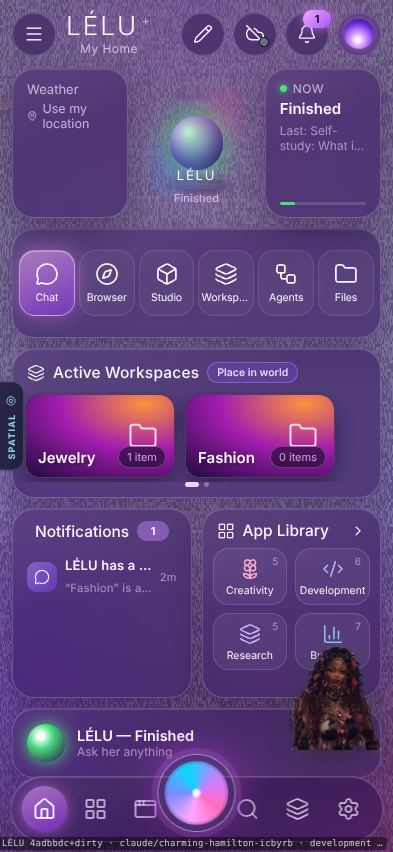 LÉLU +
My Home
1
Weather
Use my
location
LÉLU
Finished
NOW
Finished
Last: Self-
study: What i...
Chat
Browser
Studio
Worksp...
Agents
Files
Active Workspaces
Place in world
SPATIAL
Jewelry
1 item
Fashion
0 items
Notifications
1
LÉLU has a ...
"Fashion" is a...
2m
App Library
5
Creativity
6
Development
5
Research
7
LÉLU — Finished
Ask her anything
LÉLU 4adbbdc+dirty · claude/charming-hamilton-icbyrb · development …